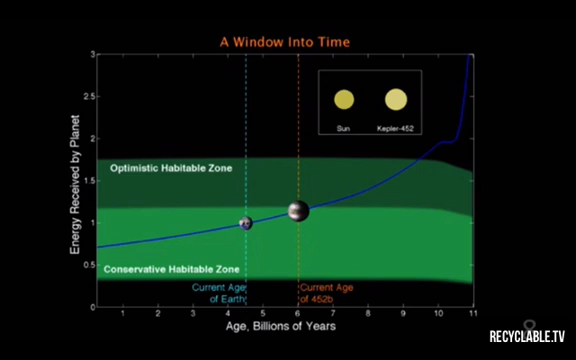 A Window Into Time
3
2.5
2
1.5
1
0.5
0
Energy Received by Planet
Sun
Kepler-452
Optimistic Habitable Zone
Conservative Habitable Zone
Current Age
of Earth
Current Age
of 452b
1 2 3 4 5 6 7 8 9 10 11
Age, Billions of Years
RECYCLABLE.TV